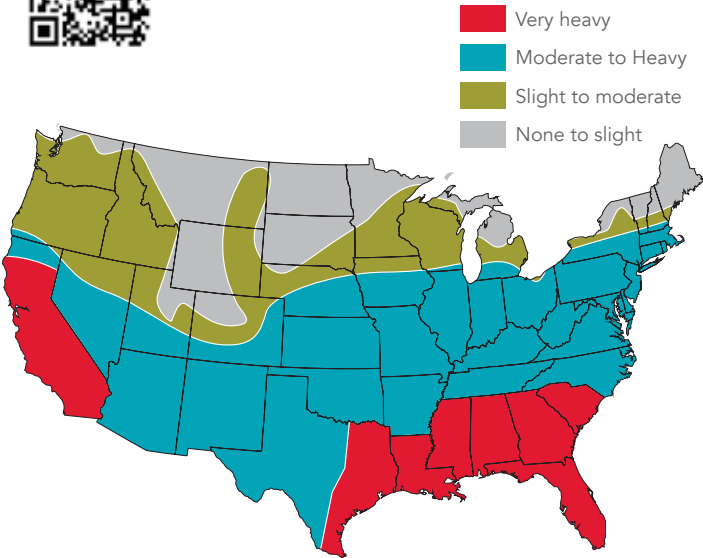 Very heavy
Moderate to Heavy
Slight to moderate
None to slight